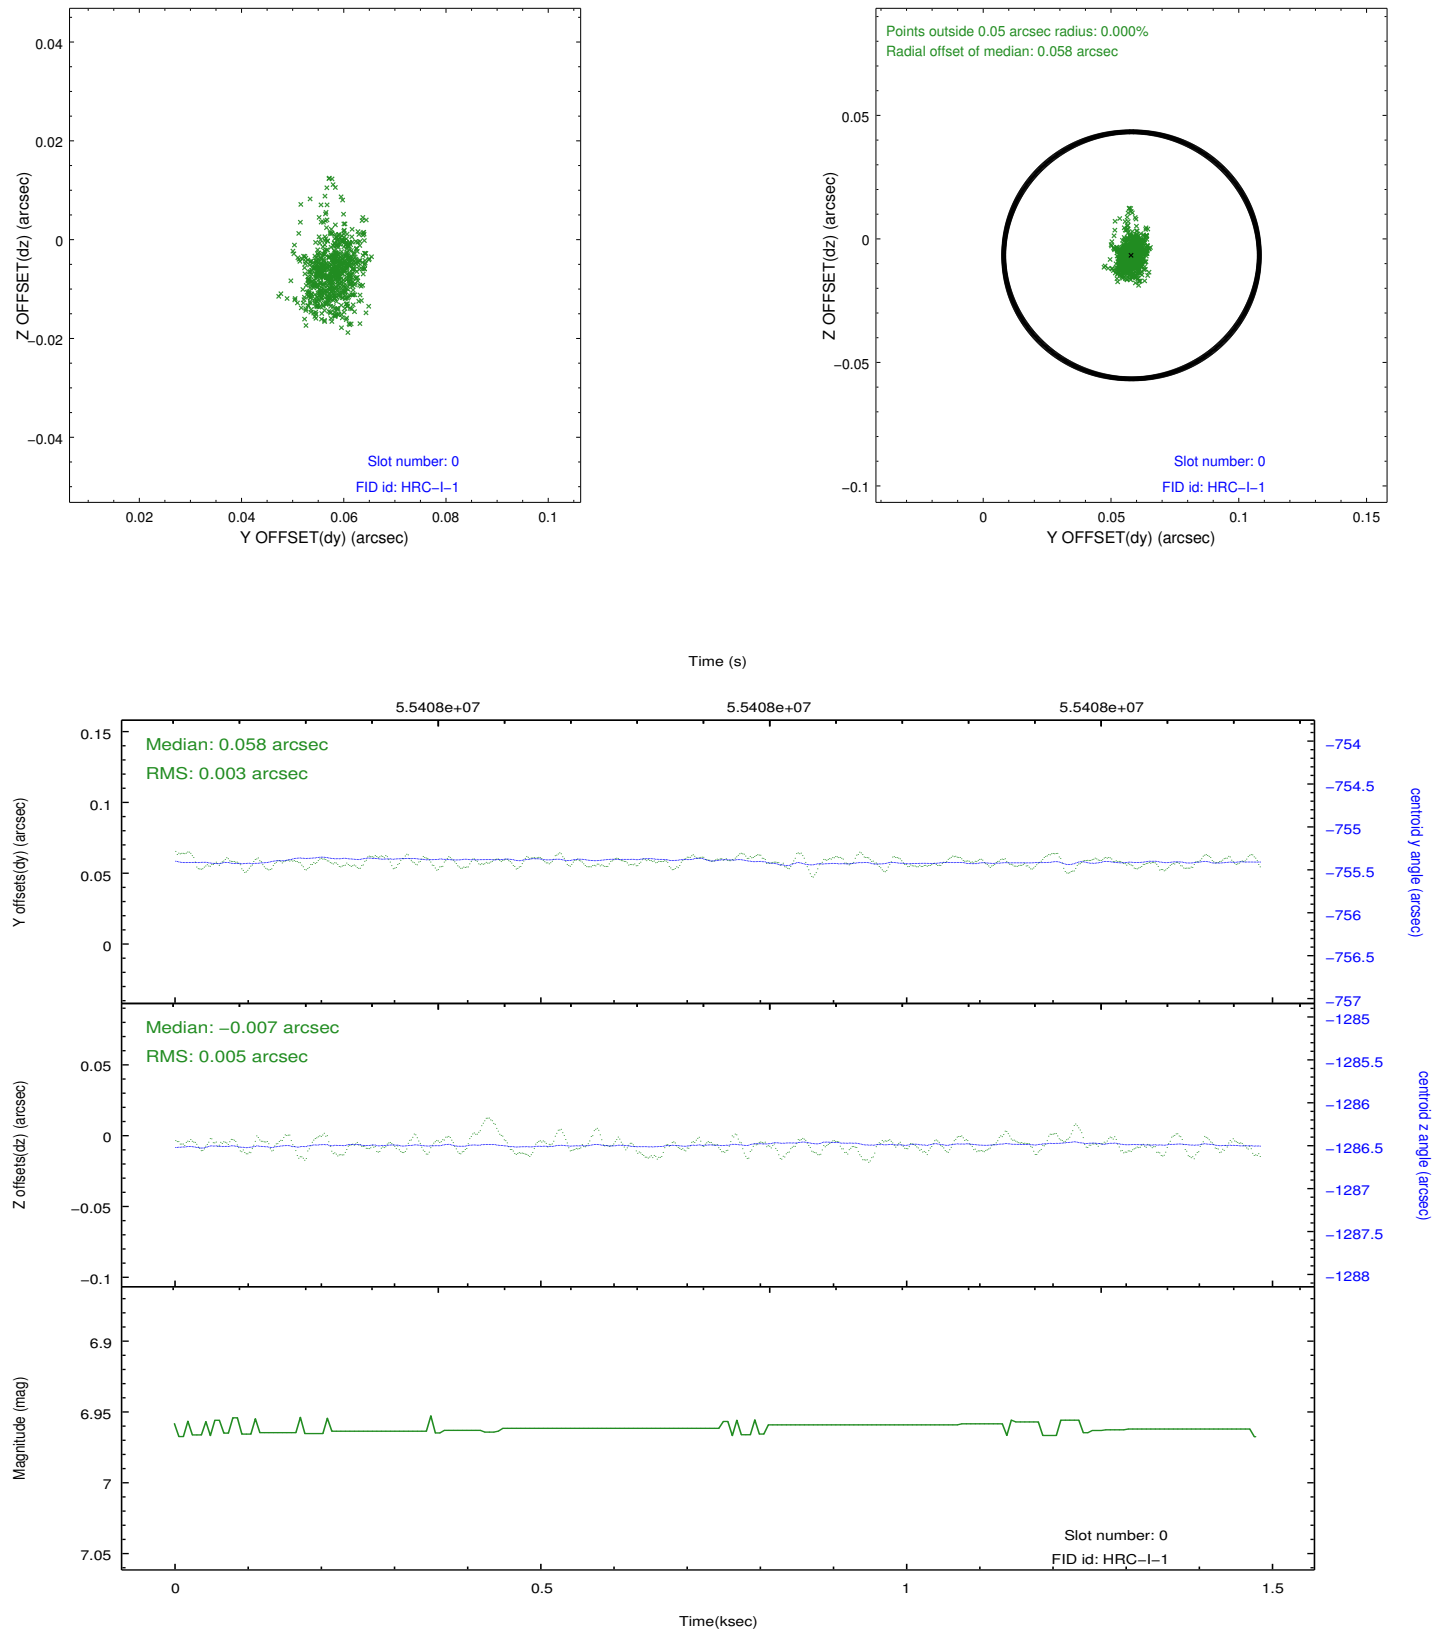 0.04
0.02
0
−0.02
−0.04
Z OFFSET(dz) (arcsec)
Slot number: 0
FID id: HRC−I−1
0.02 0.04 0.06 0.08 0.1
Y OFFSET(dy) (arcsec)
Points outside 0.05 arcsec radius: 0.000%
Radial offset of median: 0.058 arcsec
0.05
0
−0.05
−0.1
Z OFFSET(dz) (arcsec)
Slot number: 0
FID id: HRC−I−1
0 0.05 0.1 0.15
Y OFFSET(dy) (arcsec)
Time (s)
5.5408e+07 5.5408e+07 5.5408e+07
Median: 0.058 arcsec
RMS: 0.003 arcsec
0.15
0.1
0.05
0
Y offsets(dy) (arcsec)
−754
−754.5
−755
−755.5
−756
−756.5
−757
centroid y angle (arcsec)
Median: −0.007 arcsec
RMS: 0.005 arcsec
0.05
0
−0.05
−0.1
Z offsets(dz) (arcsec)
−1285
−1285.5
−1286
−1286.5
−1287
−1287.5
−1288
centroid z angle (arcsec)
6.9
6.95
7
7.05
Magnitude (mag)
Slot number: 0
FID id: HRC−I−1
0 0.5 1 1.5
Time(ksec)